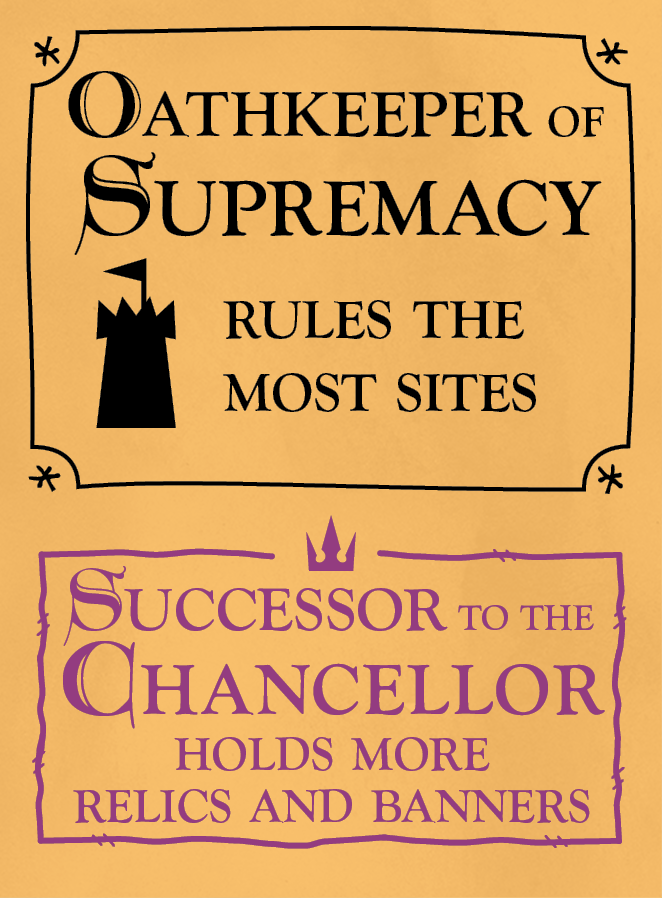 OATHKEEPER OF
SUPREMACY
RULES THE
MOST SITES
SUCCESSOR TO THE
CHANCELLOR
HOLDS MORE
RELICS AND BANNERS